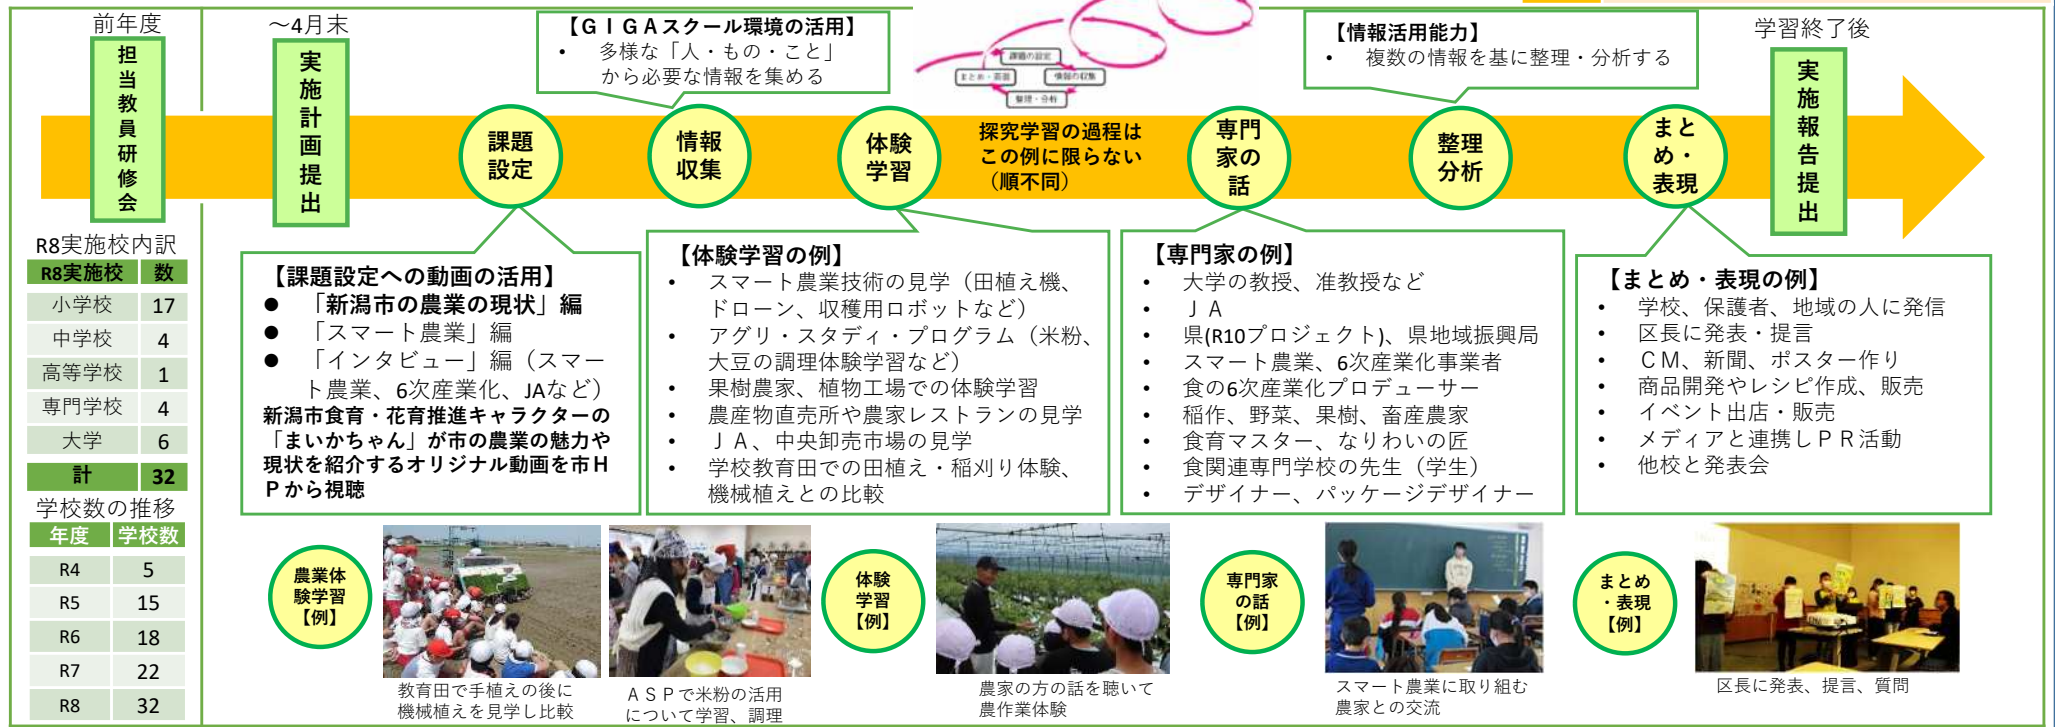 前年度
担当教員研修会
～4月末
実施計画提出
【ＧＩＧＡスクール環境の活用】
• 多様な「人・もの・こと」
から必要な情報を集める
課題の設定
まとめ・表現
情報の収集
整理・分析
【情報活用能力】
• 複数の情報を基に整理・分析する
学習終了後
実施報告提出
課題
設定
情報
収集
体験
学習
探究学習の過程は
この例に限らない
（順不同）
専門
家の
話
整理
分析
まと
め・
表現
R8実施校内訳
R8実施校 数
小学校 17
中学校 4
高等学校 1
専門学校 4
大学 6
計 32
学校数の推移
年度 学校数
R4 5
R5 15
R6 18
R7 22
R8 32
【課題設定への動画の活用】
● 「新潟市の農業の現状」編
● 「スマート農業」編
● 「インタビュー」編（スマー
ト農業、6次産業化、JAなど）
新潟市食育・花育推進キャラクターの
「まいかちゃん」が市の農業の魅力や
現状を紹介するオリジナル動画を市Ｈ
Ｐから視聴
【体験学習の例】
• スマート農業技術の見学（田植え機、
ドローン、収穫用ロボットなど）
• アグリ・スタディ・プログラム（米粉、
大豆の調理体験学習など）
• 果樹農家、植物工場での体験学習
• 農産物直売所や農家レストランの見学
• ＪＡ、中央卸売市場の見学
• 学校教育田での田植え・稲刈り体験、
機械植えとの比較
【専門家の例】
• 大学の教授、准教授など
• ＪＡ
• 県(R10プロジェクト)、県地域振興局
• スマート農業、6次産業化事業者
• 食の6次産業化プロデューサー
• 稲作、野菜、果樹、畜産農家
• 食育マスター、なりわいの匠
• 食関連専門学校の先生（学生）
• デザイナー、パッケージデザイナー
【まとめ・表現の例】
• 学校、保護者、地域の人に発信
• 区長に発表・提言
• ＣＭ、新聞、ポスター作り
• 商品開発やレシピ作成、販売
• イベント出店・販売
• メディアと連携しＰＲ活動
• 他校と発表会
農業体
験学習
【例】
教育田で手植えの後に
機械植えを見学し比較
ＡＳＰで米粉の活用
について学習、調理
体験
学習
【例】
農家の方の話を聴いて
農作業体験
専門家
の話
【例】
スマート農業に取り組む
農家との交流
まとめ
・表現
【例】
区長に発表、提言、質問